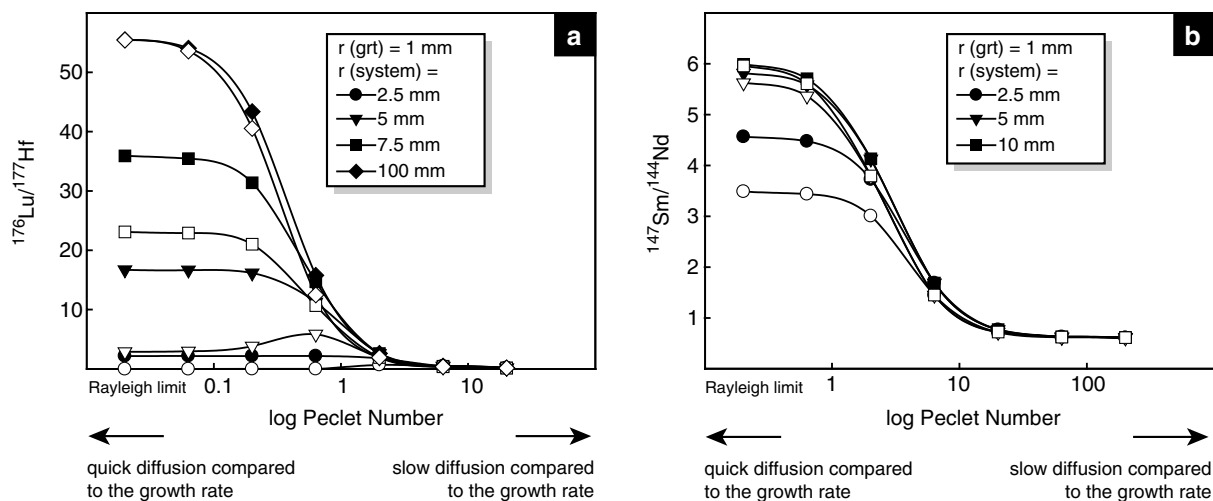 a
r (grt) = 1 mm
r (system) =
2.5 mm
5 mm
7.5 mm
100 mm
176Lu/177Hf
50
40
30
20
10
Rayleigh limit
0.1
1
10
log Peclet Number
quick diffusion compared
to the growth rate
slow diffusion compared
to the growth rate
b
r (grt) = 1 mm
r (system) =
2.5 mm
5 mm
10 mm
147Sm/144Nd
6
5
4
3
2
1
Rayleigh limit
1
10
100
log Peclet Number
quick diffusion compared
to the growth rate
slow diffusion compared
to the growth rate